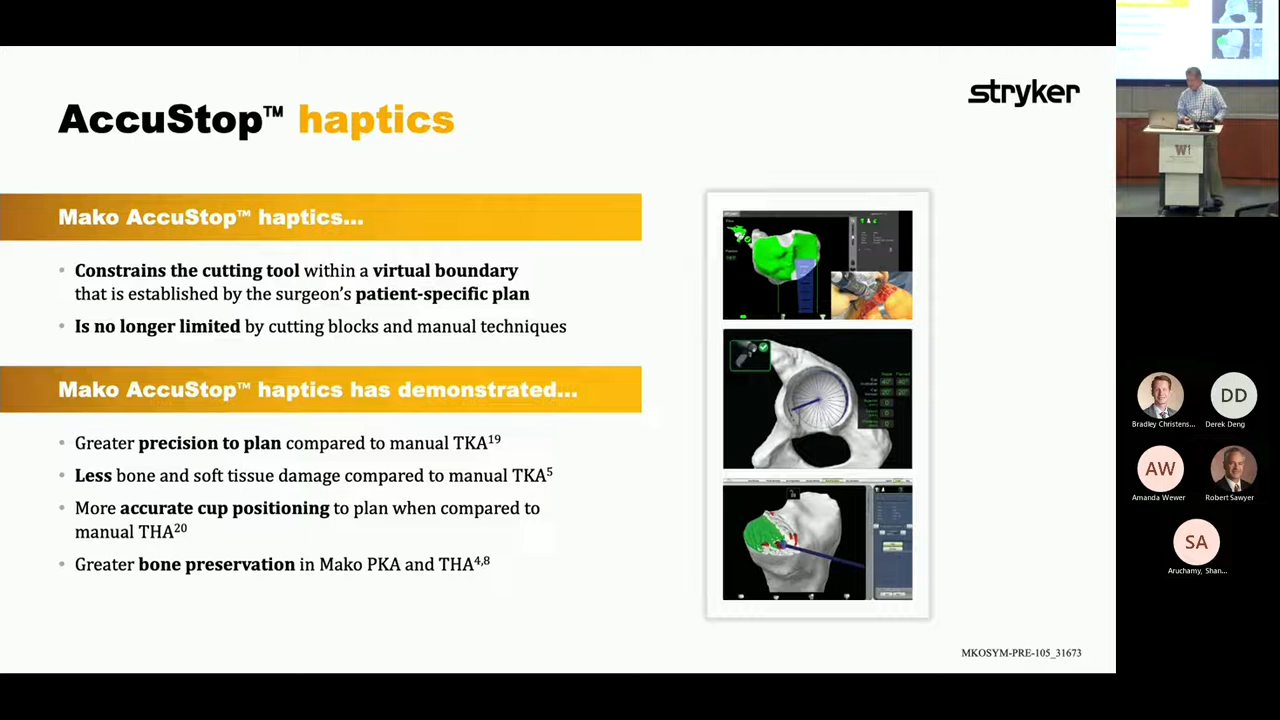 stryker
AccuStop™ haptics
Mako AccuStop™ haptics...
• Constrains the cutting tool within a virtual boundary
that is established by the surgeon's patient-specific plan
• Is no longer limited by cutting blocks and manual techniques
Mako AccuStop™ haptics has demonstrated...
• Greater precision to plan compared to manual TKA19
• Less bone and soft tissue damage compared to manual TKA5
• More accurate cup positioning to plan when compared to
manual THA20
• Greater bone preservation in Mako PKA and THA4,8
MKOSYM-PRE-105_31673
W
Bradley Christens...
DD
Derek Deng
AW
Amanda Wewer
Robert Sawyer
SA
Aruchamy, Shan...